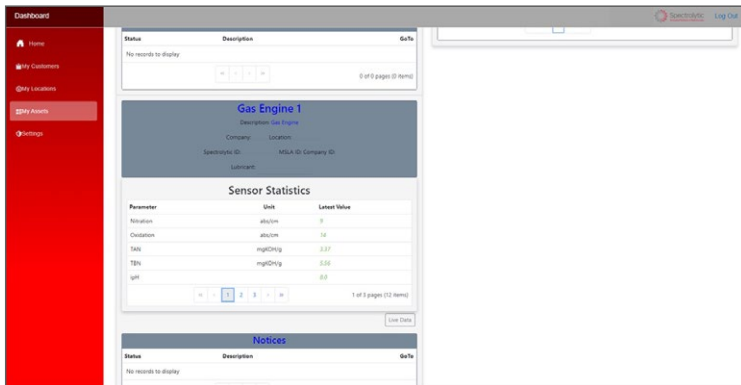 Dashboard
Spectrolytic
Log Out
Home
My Customers
My Locations
My Assets
Settings
Status Description GoTo
No records to display
0 of 0 pages (0 items)
Gas Engine 1
Description: Gas Engine
Company: Location:
Spectrolytic ID: MSLA ID: Company ID:
Lubricant:
Sensor Statistics
Parameter Unit Latest Value
Nitration abs/cm 9
Oxidation abs/cm 14
TAN mgKOH/g
TBN mgKOH/g 5.56
ipH
1 2 3
1 of 3 pages (12 items)
Live Data
Notices
Status Description GoTo
No records to display